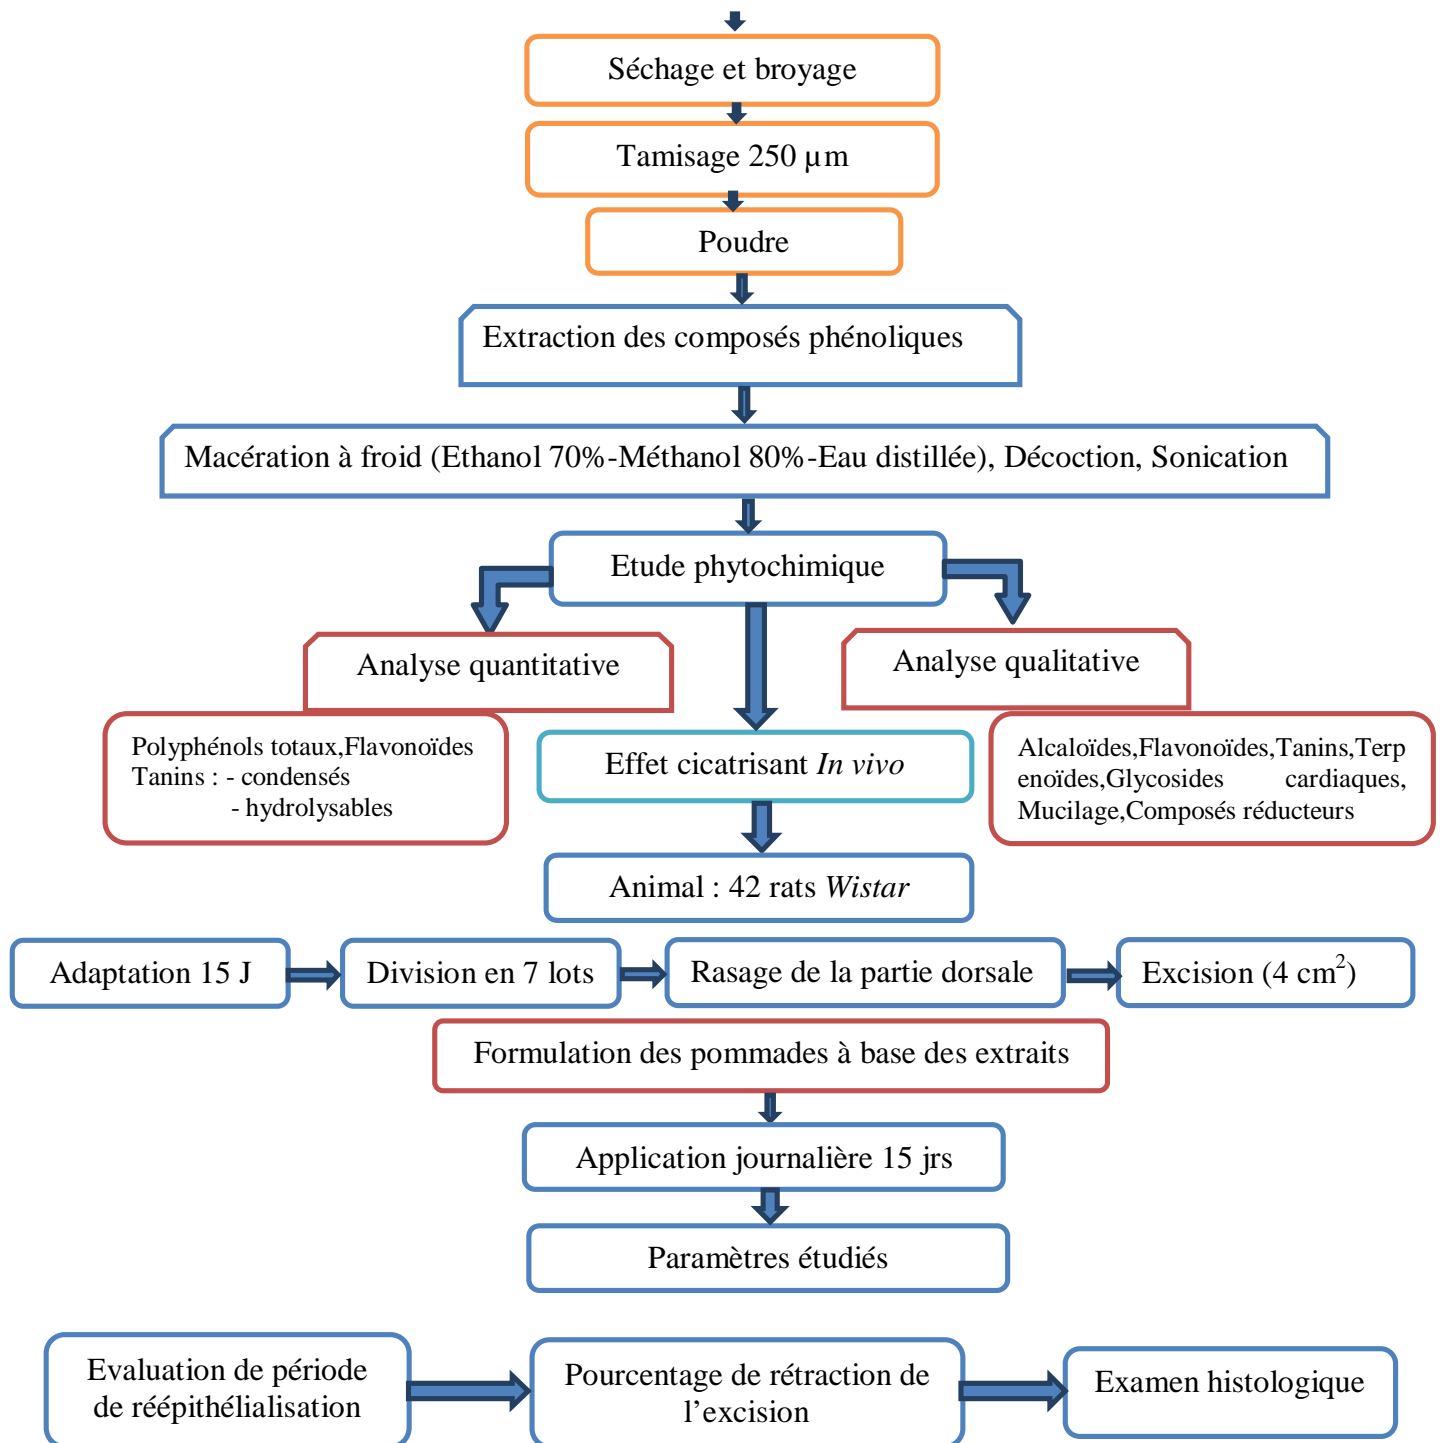 Séchage et broyage
Tamisage 250 µm
Poudre
Extraction des composés phénoliques
Macération à froid (Ethanol 70%-Méthanol 80%-Eau distillée), Décoction, Sonication
Etude phytochimique
Analyse quantitative
Analyse qualitative
Polyphénols totaux,Flavonoïdes
Tanins : - condensés
- hydrolysables
Effet cicatrisant In vivo
Alcaloïdes,Flavonoïdes,Tanins,Terp
enoïdes,Glycosides cardiaques,
Mucilage,Composés réducteurs
Animal : 42 rats Wistar
Adaptation 15 J
Division en 7 lots
Rasage de la partie dorsale
Excision (4 cm²)
Formulation des pommades à base des extraits
Application journalière 15 jrs
Paramètres étudiés
Evaluation de période
de réépithélialisation
Pourcentage de rétraction de
l’excision
Examen histologique